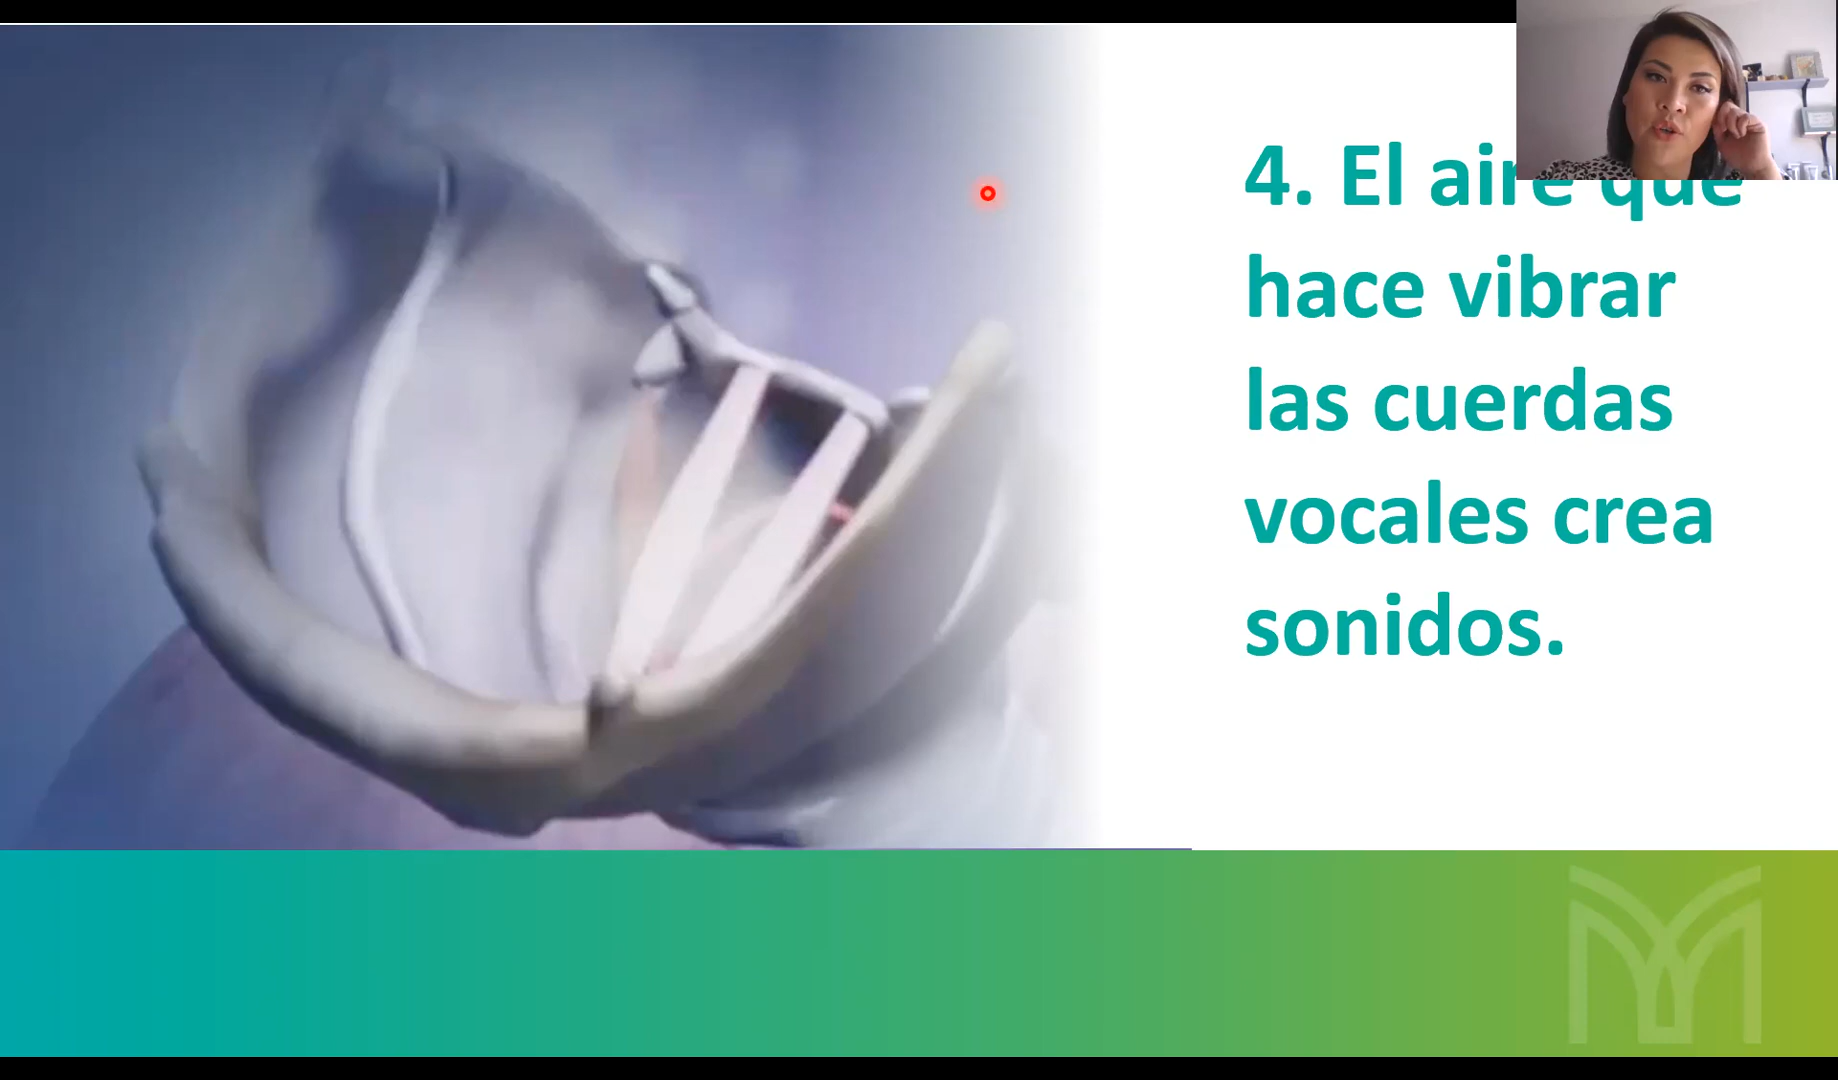 4. El aire que
hace vibrar
las cuerdas
vocales crea
sonidos.